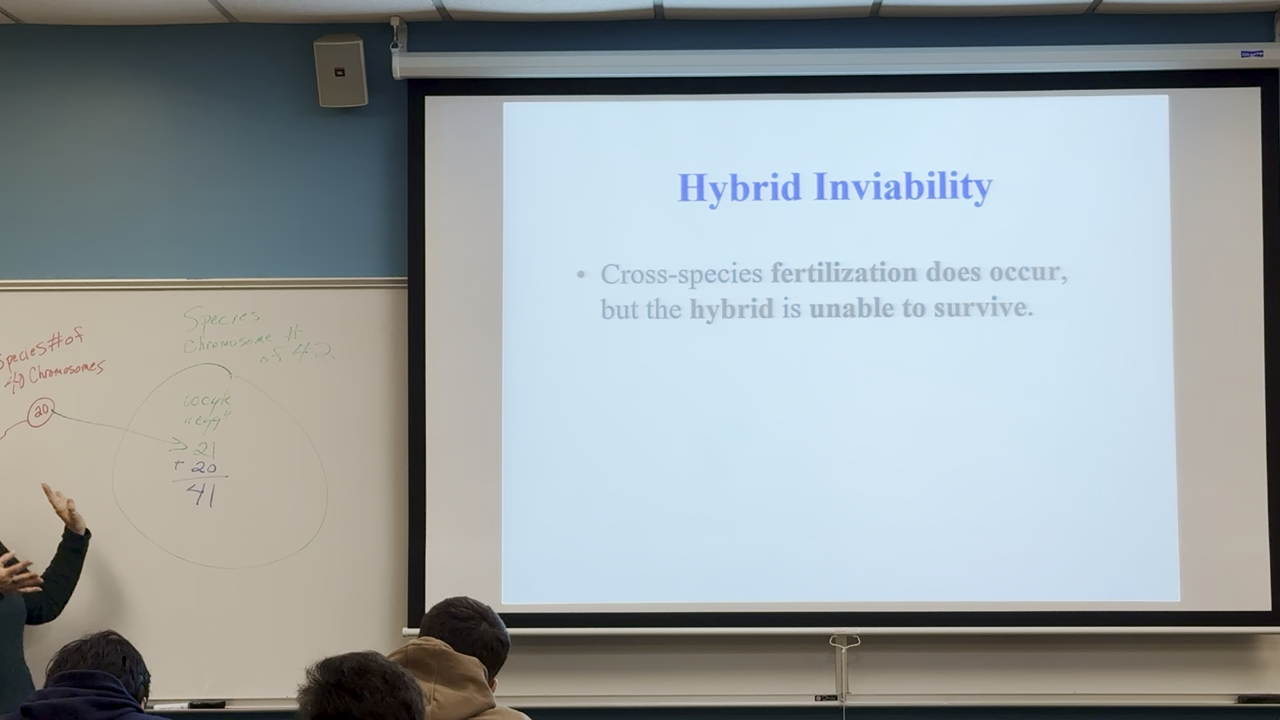 Hybrid Inviability
• Cross-species fertilization does occur,
but the hybrid is unable to survive.
Species # of
40 Chromosomes
20
Species
Chromosome #
of 42
oocyte
"egg"
21
+ 20
41